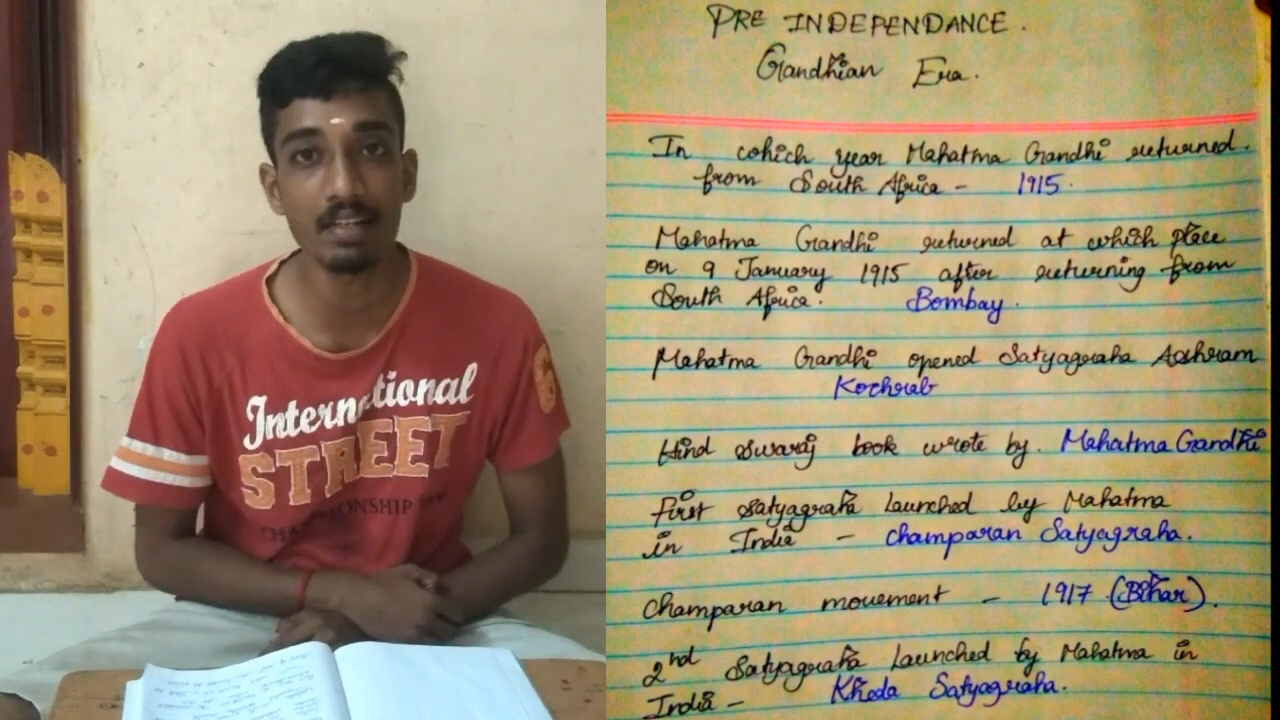 International
STREET
PRE INDEPENDANCE.
Gandhian Era.
In which year Mahatma Gandhi returned.
from South Africa - 1915.
Mahatma Gandhi returned at which place
on 9 January 1915 after returning from
South Africa. Bombay.
Mahatma Gandhi opened Satyagraha Ashram
Kochrab
Hind swaraj book wrote by. Mahatma Gandhi
First satyagraha launched by Mahatma
in India - champaran Satyagraha.
champaran movement - 1917 (Bihar).
2nd Satyagraha launched by Mahatma in
India - Kheda Satyagraha.